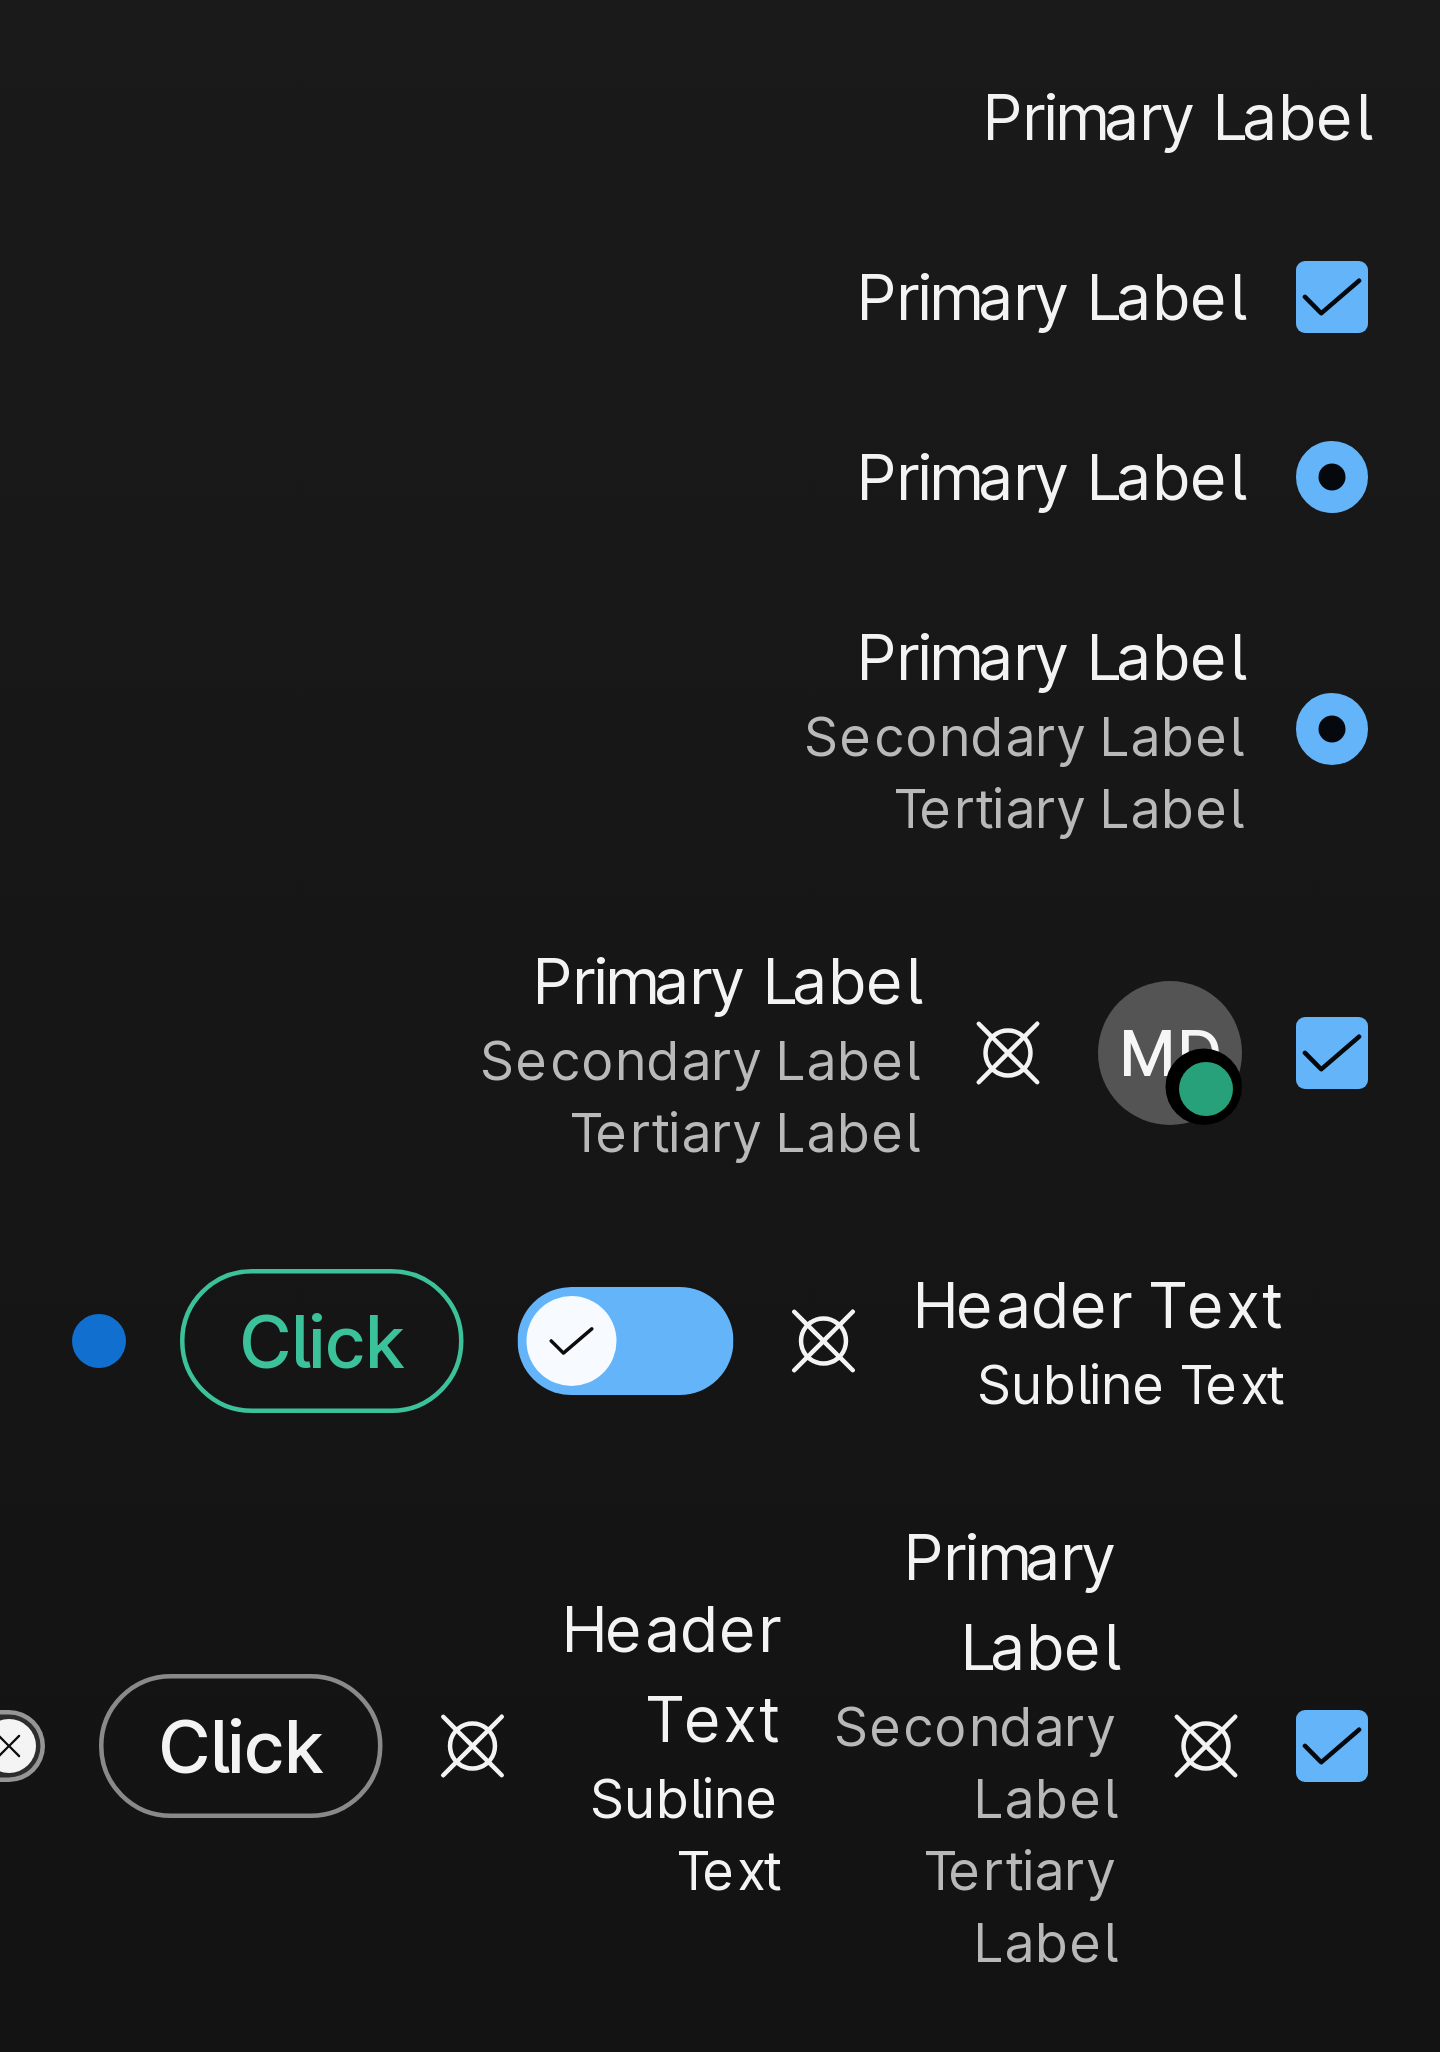 Primary Label
Primary Label
Primary Label
Primary Label
Secondary Label
Tertiary Label
Primary Label
Secondary Label
Tertiary Label
Click
Header Text
Subline Text
Click
Header
Text
Subline
Text
Primary
Label
Secondary
Label
Tertiary
Label